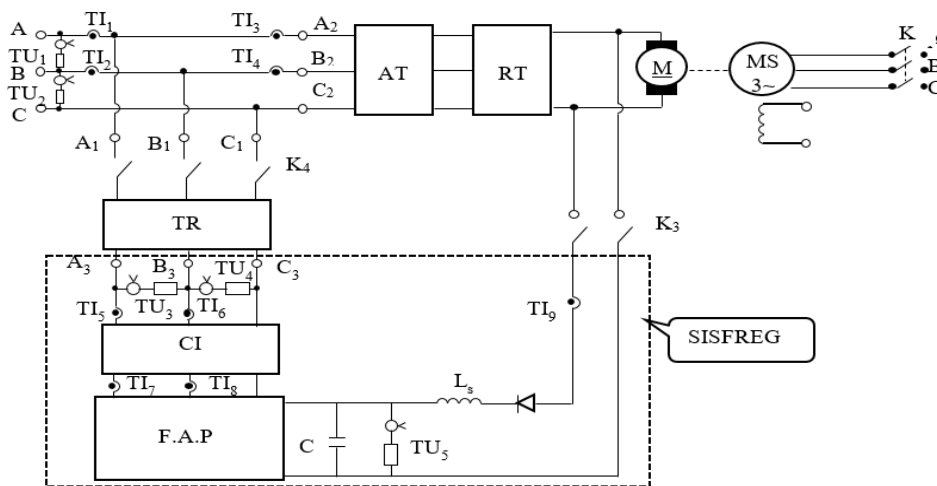 A TI₁ TI₃ A₂
TU₁
B TI₂ TI₄ B₂ AT RT M MS K
3~ B
TU₂
C C₂ C
A₁ B₁ C₁ K₄
TR K₃
A₃ B₃ TU₄ C₃
TU₃ TI₆
TI₅ TI₉
CI SISFREG
TI₇ TI₈ Lₛ
F.A.P C TU₅